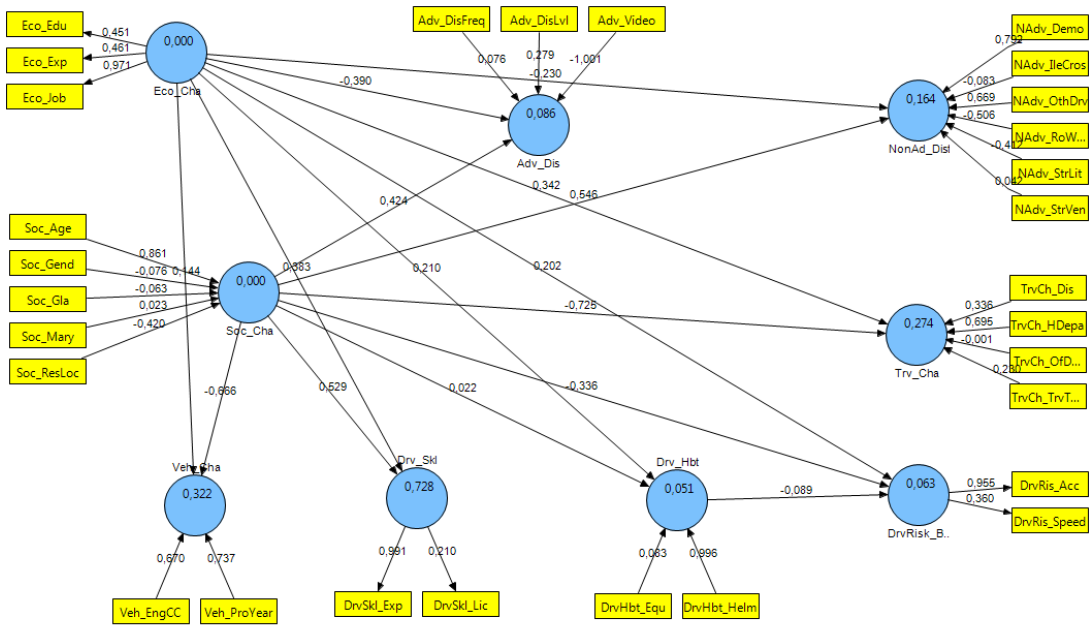 Eco_Edu
Eco_Exp
Eco_Job
0,451
0,461
0,971
0,000
Eco_Cha
Adv_DisFreq
Adv_DisLvl
Adv_Video
0,076
0,279
-1,001
0,086
Adv_Dis
-0,390
-0,230
NAdv_Demo
NAdv_IleCros
NAdv_OthDrv
NAdv_RoW...
NAdv_StrLit
NAdv_StrVen
0,792
-0,083
0,669
-0,506
-0,412
0,042
0,164
NonAd_DisI
0,424
0,342
0,546
Soc_Age
Soc_Gend
Soc_Gla
Soc_Mary
Soc_ResLoc
0,861
-0,076
-0,063
0,023
-0,420
0,144
0,383
0,210
0,202
0,000
Soc_Cha
-0,725
TrvCh_Dis
TrvCh_HDepa
TrvCh_OfD...
TrvCh_TrvT...
0,336
0,695
-0,001
0,230
0,274
Trv_Cha
-0,666
0,529
0,022
-0,336
Veh_Cha
0,322
0,670
0,737
Veh_EngCC
Veh_ProYear
Drv_Skl
0,728
0,991
0,210
DrvSkl_Exp
DrvSkl_Lic
Drv_Hbt
0,051
0,083
0,996
DrvHbt_Equ
DrvHbt_Helm
-0,089
0,063
DrvRisk_B..
0,955
0,360
DrvRis_Acc
DrvRis_Speed